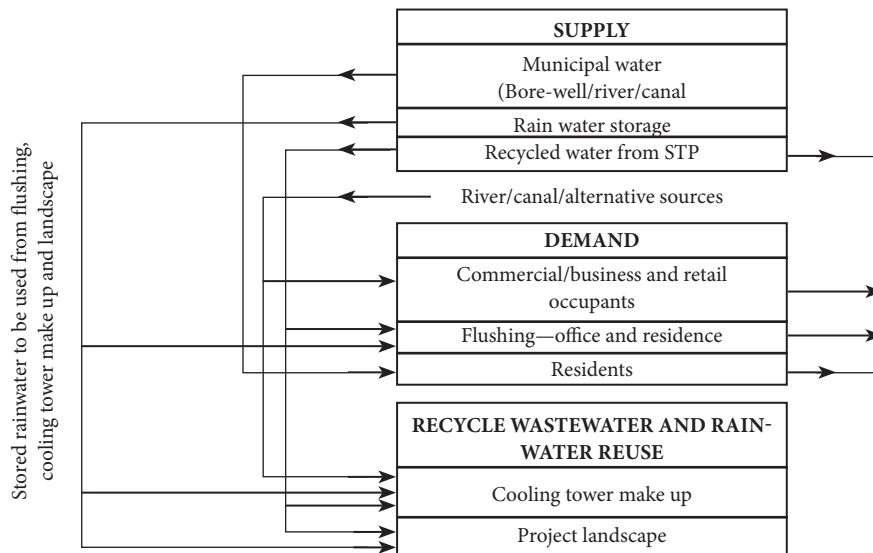 SUPPLY
Municipal water
(Bore-well/river/canal
Rain water storage
Recycled water from STP
River/canal/alternative sources
DEMAND
Commercial/business and retail
occupants
Flushing—office and residence
Residents
RECYCLE WASTEWATER AND RAIN-
WATER REUSE
Cooling tower make up
Project landscape
Stored rainwater to be used from flushing,
cooling tower make up and landscape